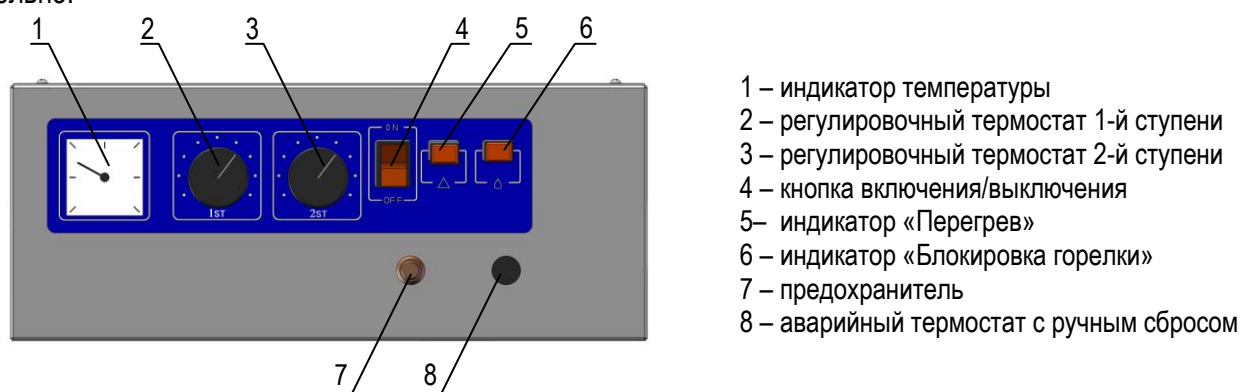 1 2 3 4 5 6
ON
OFF
1ST 2ST
7 8
1 – индикатор температуры
2 – регулировочный термостат 1-й ступени
3 – регулировочный термостат 2-й ступени
4 – кнопка включения/выключения
5– индикатор «Перегрев»
6 – индикатор «Блокировка горелки»
7 – предохранитель
8 – аварийный термостат с ручным сбросом